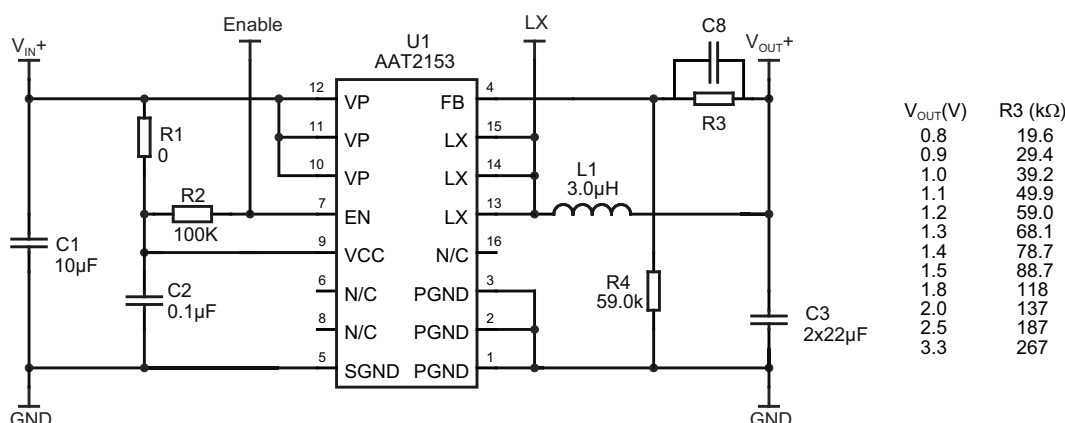 Enable
LX
VIN+
U1
AAT2153
C8
VOUT+
12
VP
FB
4
R3
R1
0
11
VP
LX
15
10
VP
LX
14
R2
100K
7
EN
LX
13
L1
3.0µH
9
VCC
N/C
16
C1
10µF
C2
0.1µF
6
N/C
PGND
3
R4
59.0k
8
N/C
PGND
2
C3
2x22µF
5
SGND
PGND
1
GND
GND
VOUT(V) R3 (kΩ)
0.8 19.6
0.9 29.4
1.0 39.2
1.1 49.9
1.2 59.0
1.3 68.1
1.4 78.7
1.5 88.7
1.8 118
2.0 137
2.5 187
3.3 267